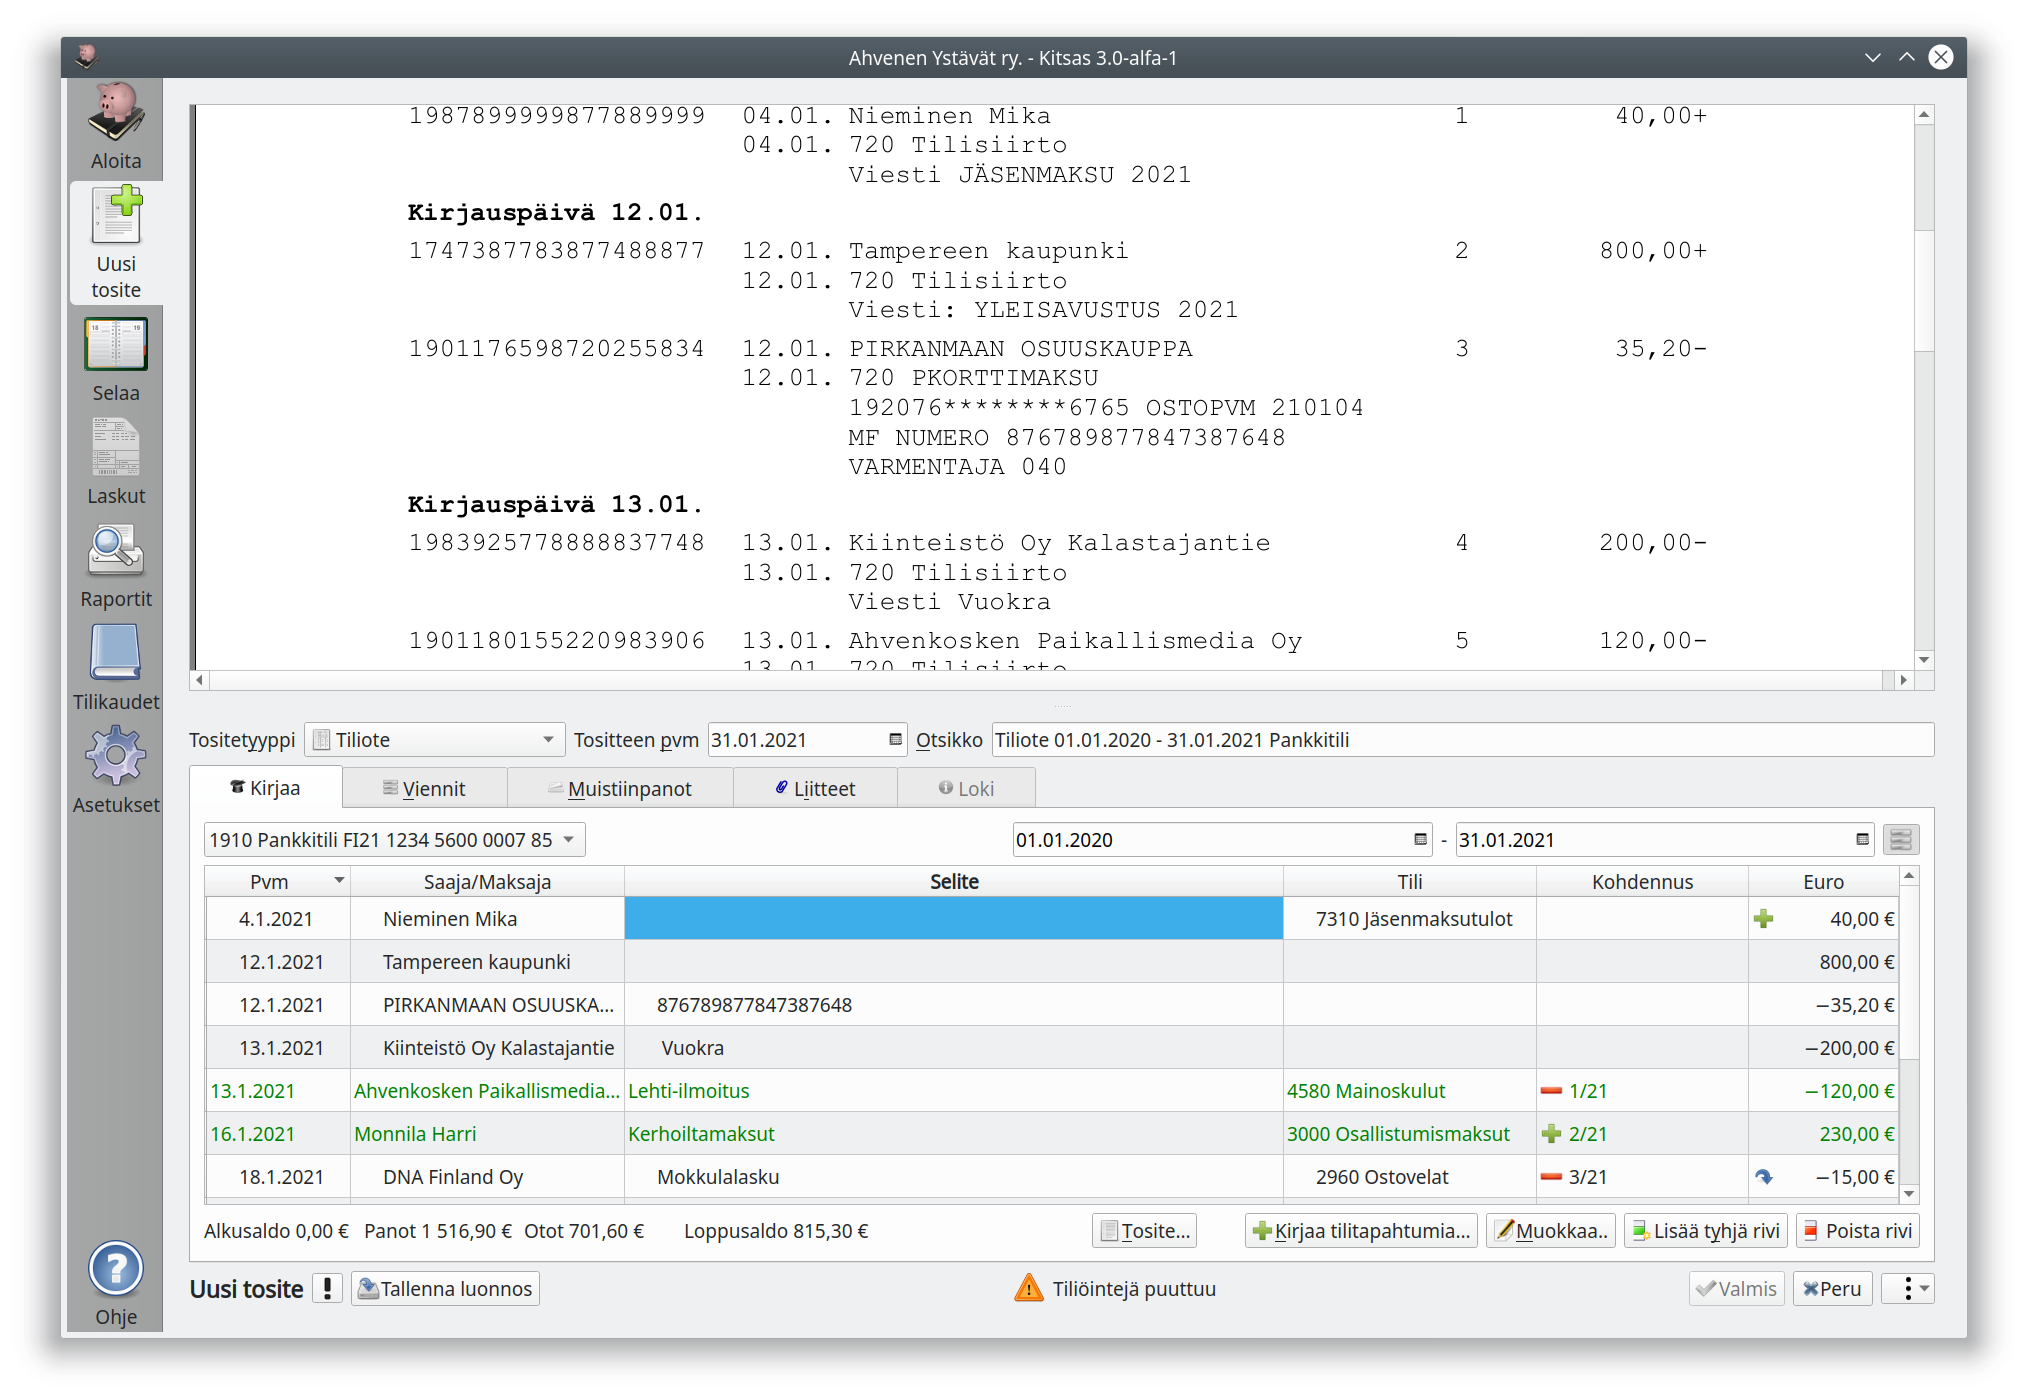 Ahvenen Ystävät ry. - Kitsas 3.0-alfa-1
Aloita
Uusi
tosite
Selaa
Laskut
Raportit
Tilikaudet
Asetukset
Ohje
1987899999877889999 04.01. Nieminen Mika 1 40,00+
04.01. 720 Tilisiirto
Viesti JÄSENMAKSU 2021
Kirjauspäivä 12.01.
1747387783877488877 12.01. Tampereen kaupunki 2 800,00+
12.01. 720 Tilisiirto
Viesti: YLEISAVUSTUS 2021
1901176598720255834 12.01. PIRKANMAAN OSUUSKAUPPA 3 35,20-
12.01. 720 PKORTTIMAKSU
192076********6765 OSTOPVM 210104
MF NUMERO 876789877847387648
VARMENTAJA 040
Kirjauspäivä 13.01.
1983925778888837748 13.01. Kiinteistö Oy Kalastajantie 4 200,00-
13.01. 720 Tilisiirto
Viesti Vuokra
1901180155220983906 13.01. Ahvenkosken Paikallismedia Oy 5 120,00-
13.01. 720 Tilisiirto
Tositetyyppi Tiliote Tositteen pvm 31.01.2021 Otsikko Tiliote 01.01.2020 - 31.01.2021 Pankkitili
Kirjaa Viennit Muistiinpanot Liitteet Loki
1910 Pankkitili FI21 1234 5600 0007 85 01.01.2020 - 31.01.2021
Pvm Saaja/Maksaja Selite Tili Kohdennus Euro
4.1.2021 Nieminen Mika 7310 Jäsenmaksutulot 40,00 €
12.1.2021 Tampereen kaupunki 800,00 €
12.1.2021 PIRKANMAAN OSUUSKA... 876789877847387648 −35,20 €
13.1.2021 Kiinteistö Oy Kalastajantie Vuokra −200,00 €
13.1.2021 Ahvenkosken Paikallismedia... Lehti-ilmoitus 4580 Mainoskulut 1/21 −120,00 €
16.1.2021 Monnila Harri Kerhoiltamaksut 3000 Osallistumismaksut 2/21 230,00 €
18.1.2021 DNA Finland Oy Mokkulalasku 2960 Ostovelat 3/21 −15,00 €
Alkusaldo 0,00 € Panot 1 516,90 € Otot 701,60 € Loppusaldo 815,30 € Tosite... Kirjaa tilitapahtumia... Muokkaa.. Lisää tyhjä rivi Poista rivi
Uusi tosite Tallenna luonnos Tiliöintejä puuttuu Valmis Peru